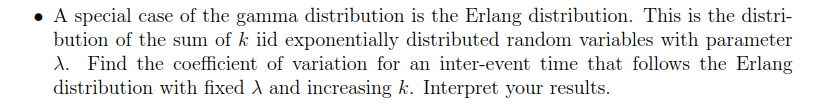 • A special case of the gamma distribution is the Erlang distribution. This is the distri-
bution of the sum of k iid exponentially distributed random variables with parameter
λ. Find the coefficient of variation for an inter-event time that follows the Erlang
distribution with fixed λ and increasing k. Interpret your results.